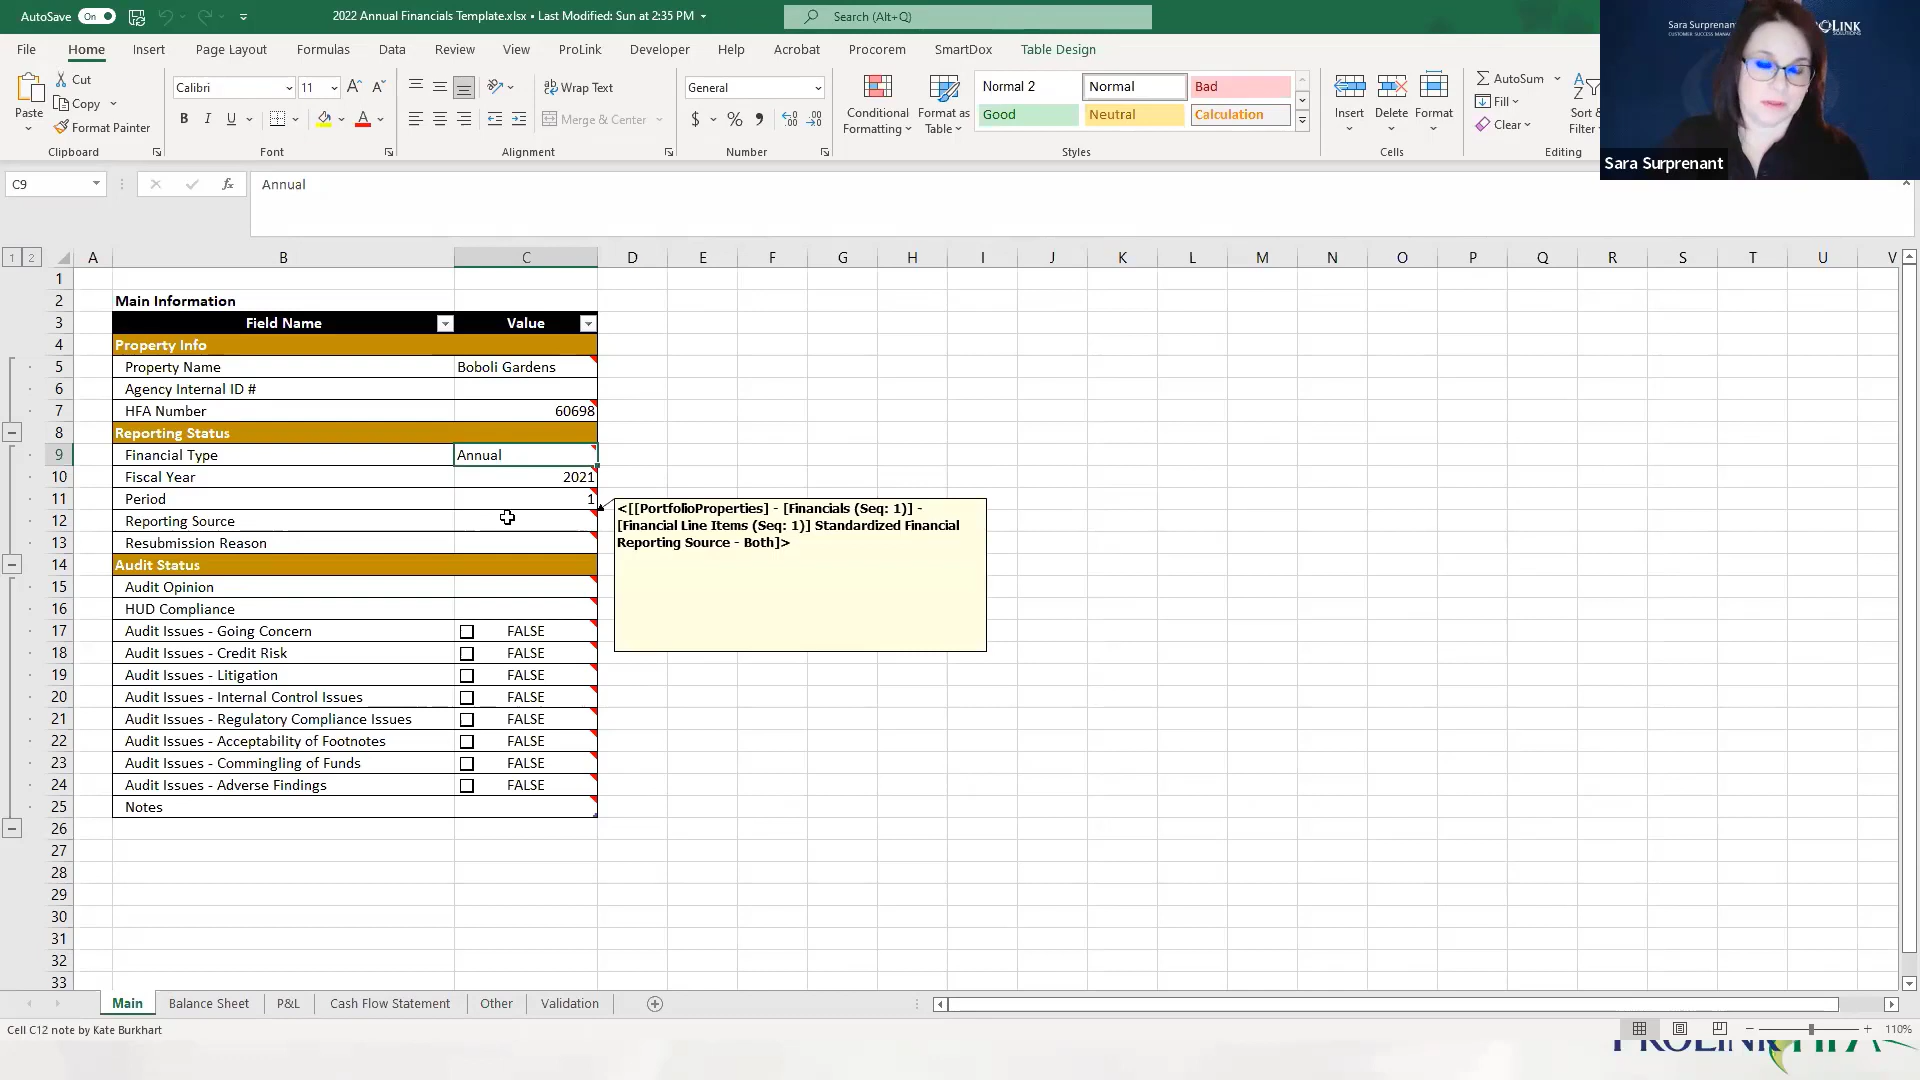 AutoSave On
2022 Annual Financials Template.xlsx • Last Modified: Sun at 2:35 PM
Search (Alt+Q)
File Home Insert Page Layout Formulas Data Review View ProLink Developer Help Acrobat Procorem SmartDox Table Design
Paste
Cut
Copy
Format Painter
Clipboard
Calibri 11
B I U
Font
Wrap Text
Merge & Center
Alignment
General
$ % 9
Number
Conditional Formatting
Format as Table
Normal 2 Normal Bad
Good Neutral Calculation
Styles
Insert Delete Format
Cells
AutoSum
Fill
Clear
Sort &
Filter
Editing
Sara Surprenant
LINK
SOLUTIONS
Sara Surprenant
C9 fx Annual
1 2 A B C D E F G H I J K L M N O P Q R S T U V
1
2 Main Information
3 Field Name Value
4 Property Info
5 Property Name Boboli Gardens
6 Agency Internal ID #
7 HFA Number 60698
8 Reporting Status
9 Financial Type Annual
10 Fiscal Year 2021
11 Period 1
12 Reporting Source
13 Resubmission Reason
14 Audit Status
15 Audit Opinion
16 HUD Compliance
17 Audit Issues - Going Concern FALSE
18 Audit Issues - Credit Risk FALSE
19 Audit Issues - Litigation FALSE
20 Audit Issues - Internal Control Issues FALSE
21 Audit Issues - Regulatory Compliance Issues FALSE
22 Audit Issues - Acceptability of Footnotes FALSE
23 Audit Issues - Commingling of Funds FALSE
24 Audit Issues - Adverse Findings FALSE
25 Notes
26
27
28
29
30
31
32
33
<[[PortfolioProperties] - [Financials (Seq: 1)] -
[Financial Line Items (Seq: 1)] Standardized Financial
Reporting Source - Both]>
Main Balance Sheet P&L Cash Flow Statement Other Validation
Cell C12 note by Kate Burkhart
110%